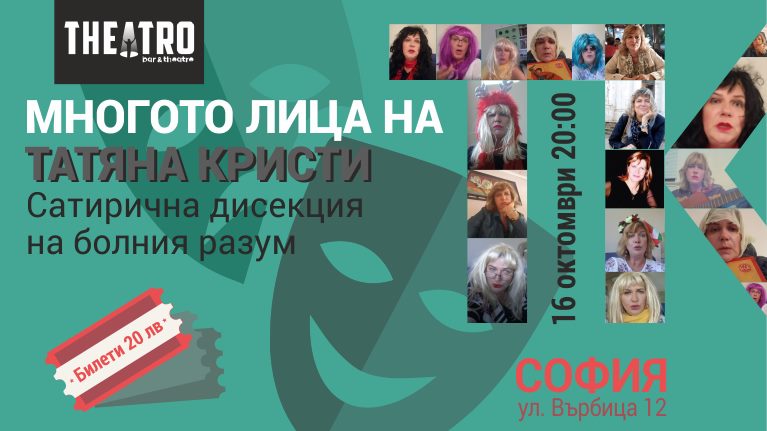 THEATRO
bar & theatre
МНОГОТО ЛИЦА НА
ТАТЯНА КРИСТИ
Сатирична дисекция
на болния разум
Билети 20 лв
16 октомври 20:00
СОФИЯ
ул. Върбица 12